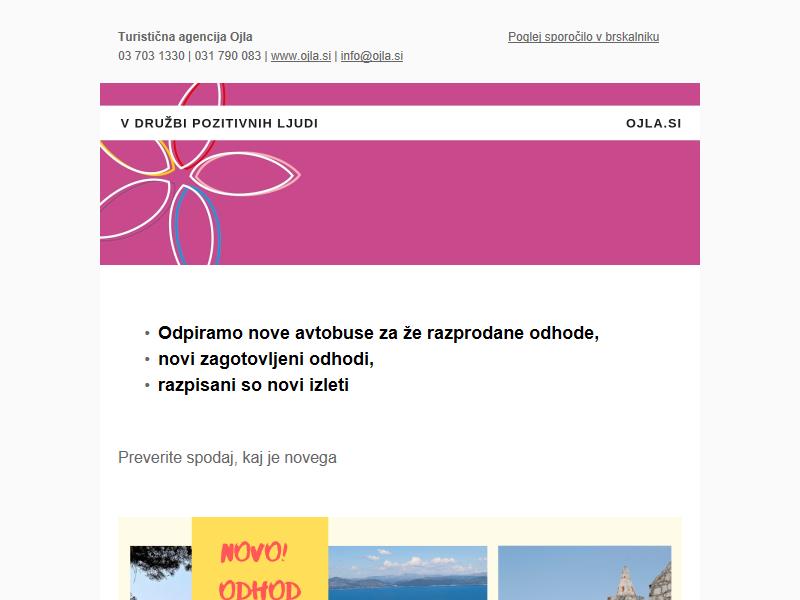 Turistična agencija Ojla
Poglej sporočilo v brskalniku
03 703 1330 | 031 790 083 | www.ojla.si | info@ojla.si
V DRUŽBI POZITIVNIH LJUDI
OJLA.SI
• Odpiramo nove avtobuse za že razprodane odhode,
• novi zagotovljeni odhodi,
• razpisani so novi izleti
Preverite spodaj, kaj je novega
NOVO!
ODHOD